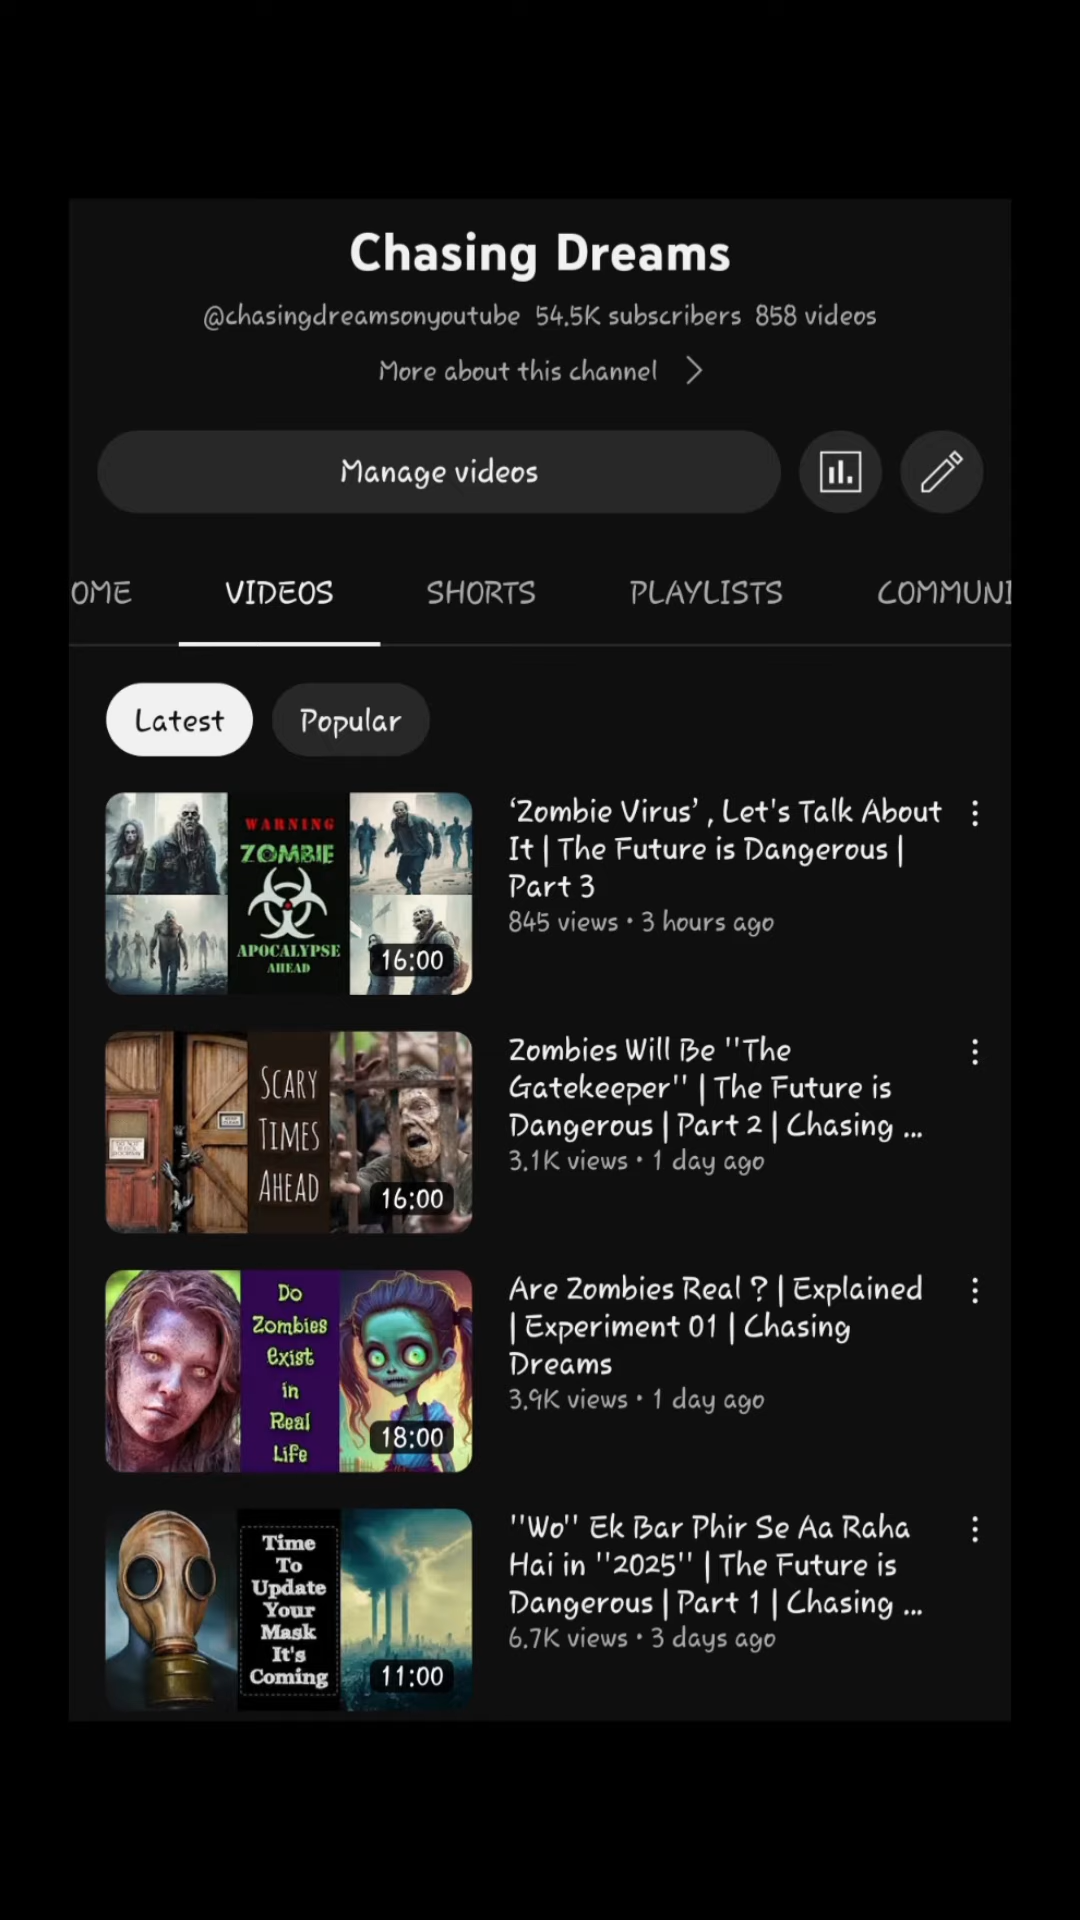 Chasing Dreams
@chasingdreamsonyoutube 54.5K subscribers 858 videos
More about this channel
Manage videos
OME VIDEOS SHORTS PLAYLISTS COMMUNI
Latest Popular
WARNING
ZOMBIE
APOCALYPSE
AHEAD
16:00
‘Zombie Virus’ , Let's Talk About
It | The Future is Dangerous |
Part 3
845 views • 3 hours ago
SCARY
TIMES
AHEAD
16:00
Zombies Will Be ''The
Gatekeeper'' | The Future is
Dangerous | Part 2 | Chasing ...
3.1K views • 1 day ago
Do
Zombies
Exist
in
Real
Life
18:00
Are Zombies Real ? | Explained
| Experiment 01 | Chasing
Dreams
3.9K views • 1 day ago
Time
To
Update
Your
Mask
It's
Coming
11:00
''Wo'' Ek Bar Phir Se Aa Raha
Hai in ''2025'' | The Future is
Dangerous | Part 1 | Chasing ...
6.7K views • 3 days ago